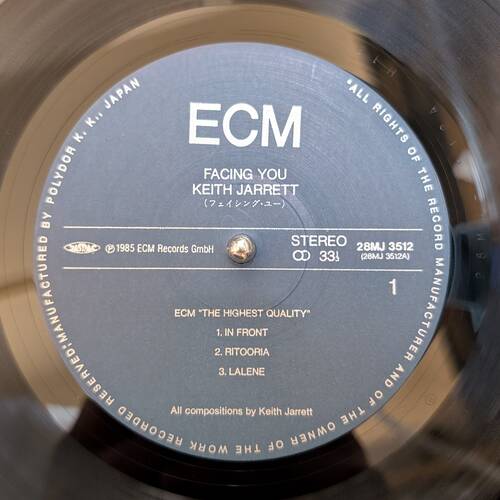 ECM
FACING YOU
KEITH JARRETT
(フェイシング・ユー)
℗1985 ECM Records GmbH
STEREO
33⅓
28MJ 3512
(28MJ 3512A)
1
ECM "THE HIGHEST QUALITY"
1. IN FRONT
2. RITOORIA
3. LALENE
All compositions by Keith Jarrett
*ALL RIGHTS OF THE RECORD MANUFACTURER AND OF THE OWNER OF THE WORK RECORDED RESERVED*MANUFACTURED BY POLYDOR K. K., JAPAN